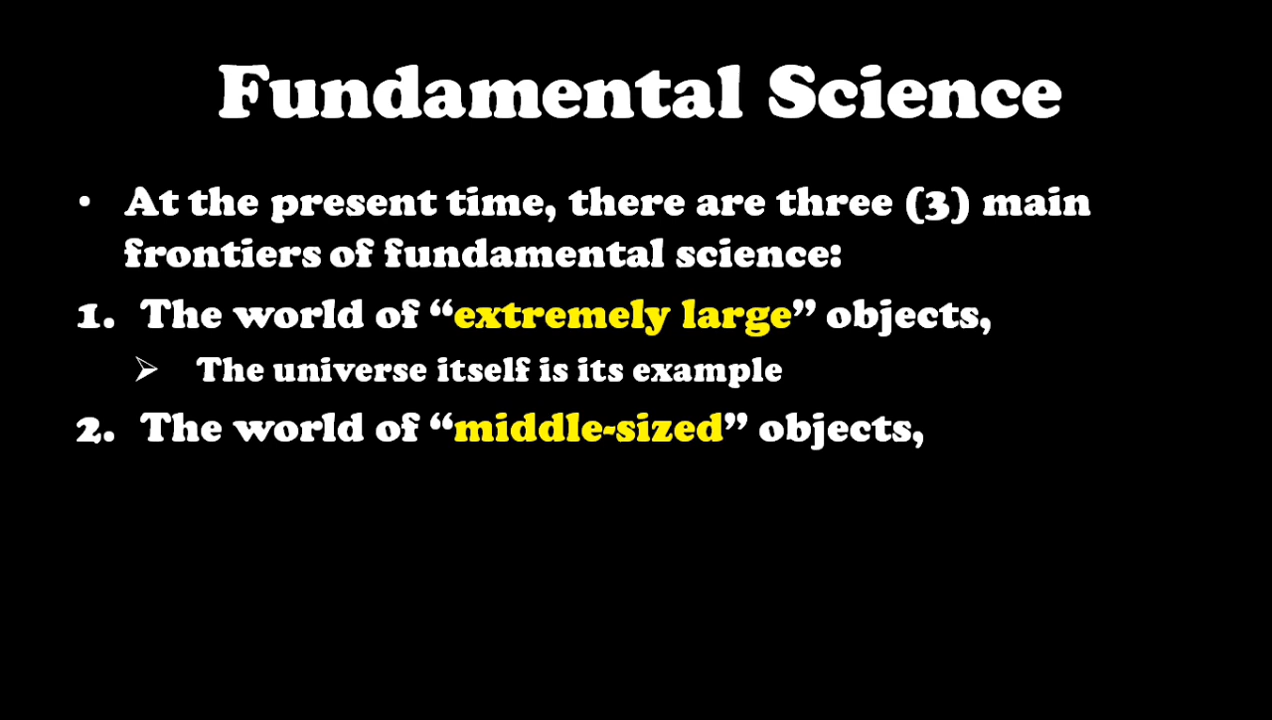 Fundamental Science
• At the present time, there are three (3) main
frontiers of fundamental science:
1. The world of “extremely large” objects,
➢ The universe itself is its example
2. The world of “middle-sized” objects,